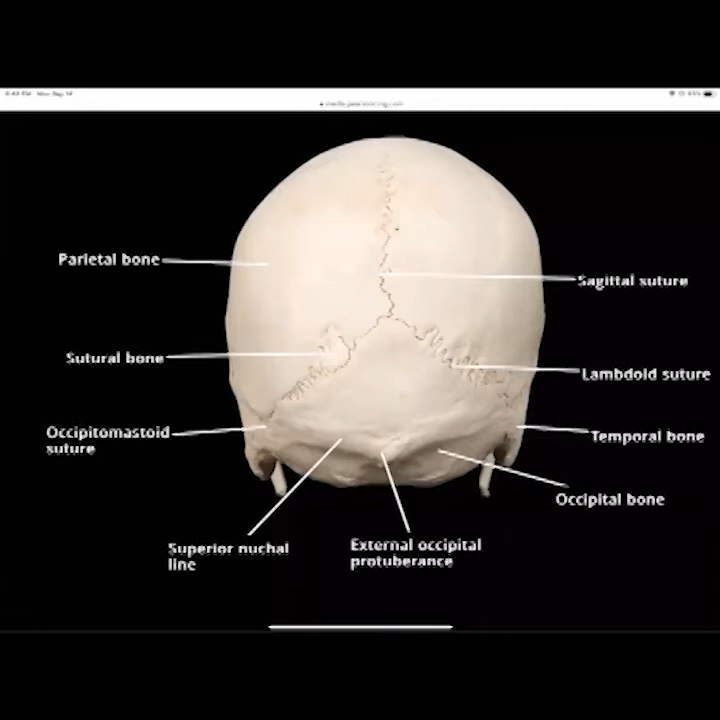 Parietal bone
Sagittal suture
Sutural bone
Lambdoid suture
Occipitomastoid
suture
Temporal bone
Occipital bone
Superior nuchal
line
External occipital
protuberance